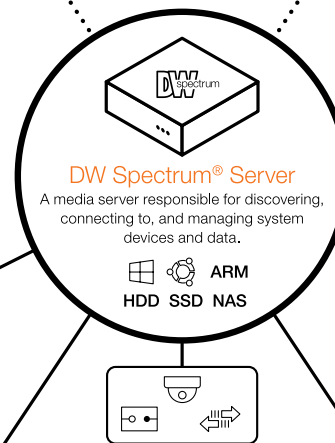 DW spectrum
DW Spectrum® Server
A media server responsible for discovering,
connecting to, and managing system
devices and data.
ARM
HDD SSD NAS